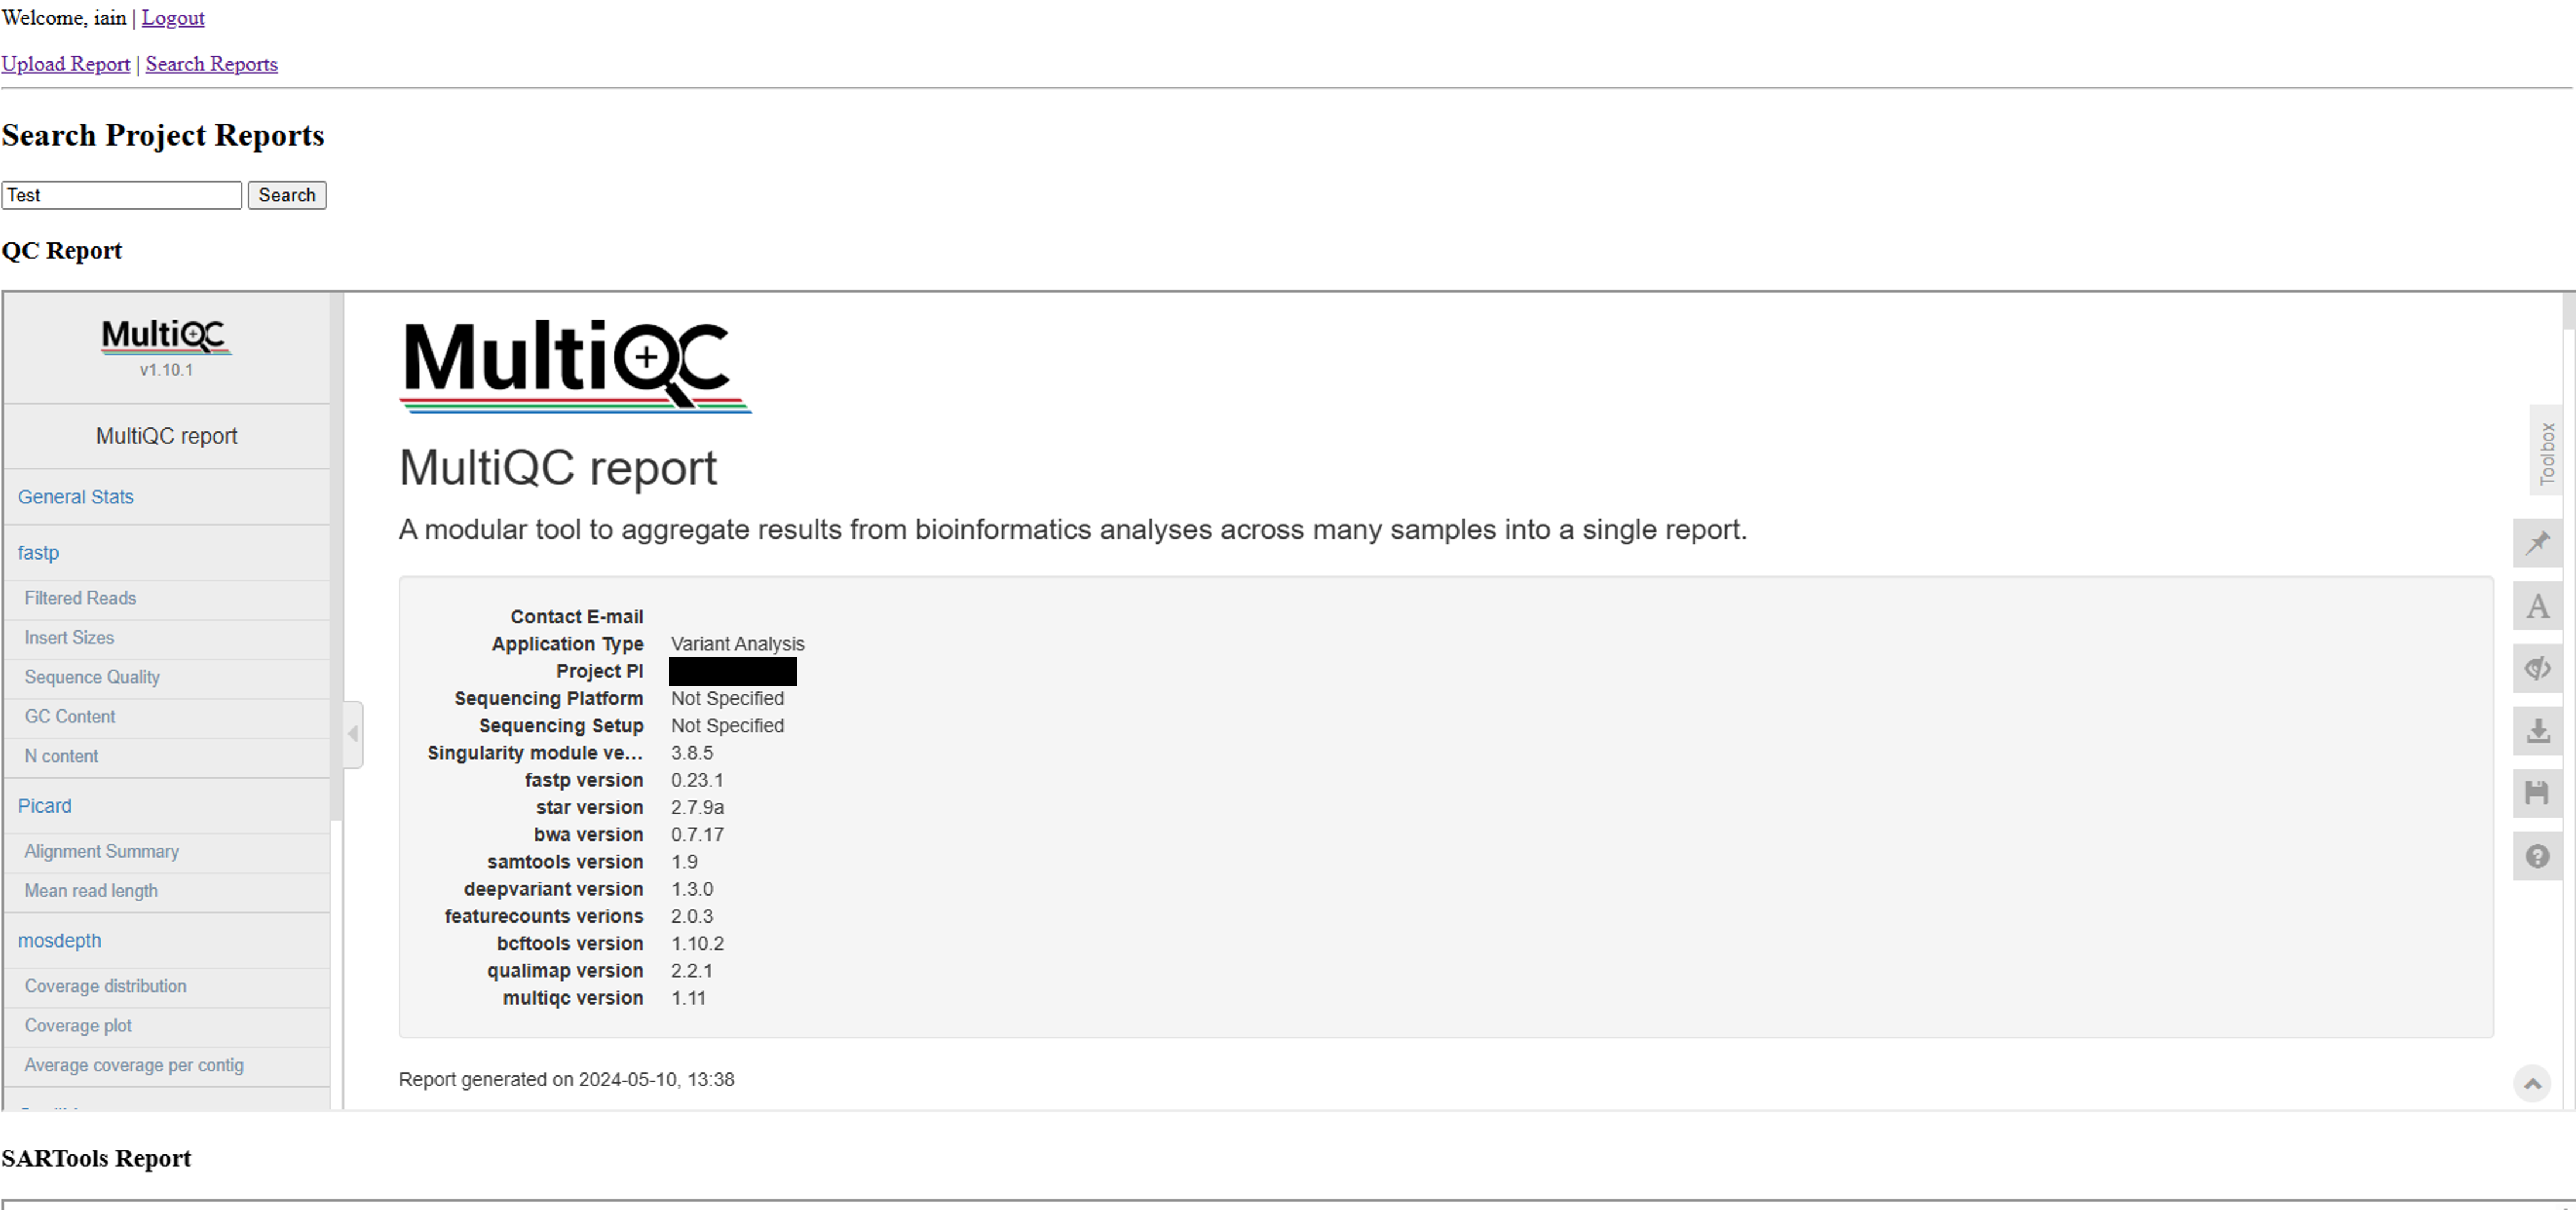 Welcome, iain | Logout
Upload Report | Search Reports
Search Project Reports
Test Search
QC Report
MultiQC
v1.10.1
MultiQC report
General Stats
fastp
Filtered Reads
Insert Sizes
Sequence Quality
GC Content
N content
Picard
Alignment Summary
Mean read length
mosdepth
Coverage distribution
Coverage plot
Average coverage per contig
MultiQC
MultiQC report
A modular tool to aggregate results from bioinformatics analyses across many samples into a single report.
Contact E-mail
Application Type Variant Analysis
Project PI
Sequencing Platform Not Specified
Sequencing Setup Not Specified
Singularity module ve... 3.8.5
fastp version 0.23.1
star version 2.7.9a
bwa version 0.7.17
samtools version 1.9
deepvariant version 1.3.0
featurecounts verions 2.0.3
bcftools version 1.10.2
qualimap version 2.2.1
multiqc version 1.11
Report generated on 2024-05-10, 13:38
Toolbox
A
SARTools Report